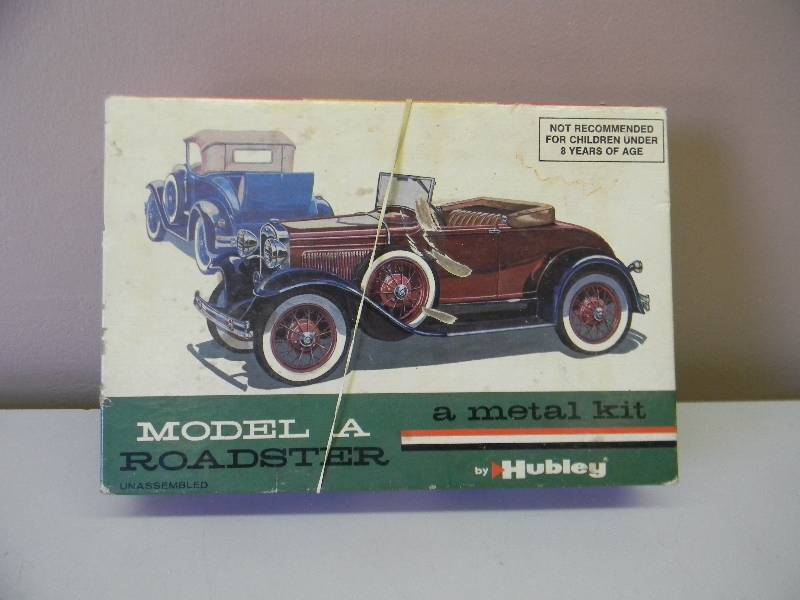 NOT RECOMMENDED
FOR CHILDREN UNDER
8 YEARS OF AGE
MODEL A
ROADSTER
UNASSEMBLED
a metal kit
by Hubley